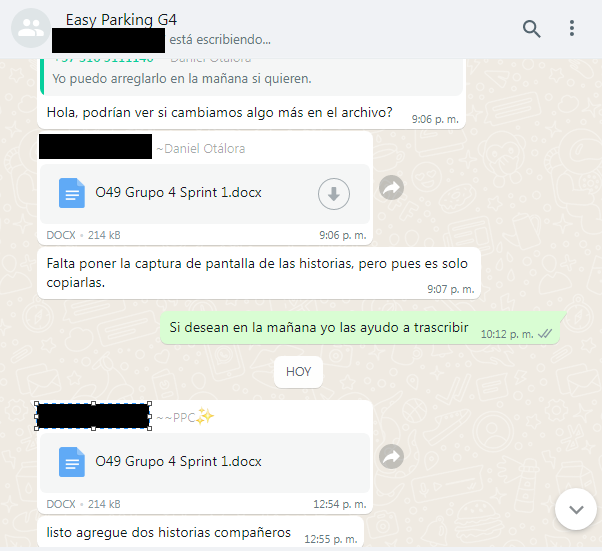 Easy Parking G4
está escribiendo...
~Daniel Otálora
Yo puedo arreglarlo en la mañana si quieren.
Hola, podrían ver si cambiamos algo más en el archivo?
9:06 p. m.
~Daniel Otálora
O49 Grupo 4 Sprint 1.docx
DOCX • 214 kB
9:06 p. m.
Falta poner la captura de pantalla de las historias, pero pues es solo
copiarlas.
9:07 p. m.
Si desean en la mañana yo las ayudo a trascribir
10:12 p. m.
HOY
~~PPC✨
O49 Grupo 4 Sprint 1.docx
DOCX • 214 kB
12:54 p. m.
listo agregue dos historias compañeros
12:55 p. m.